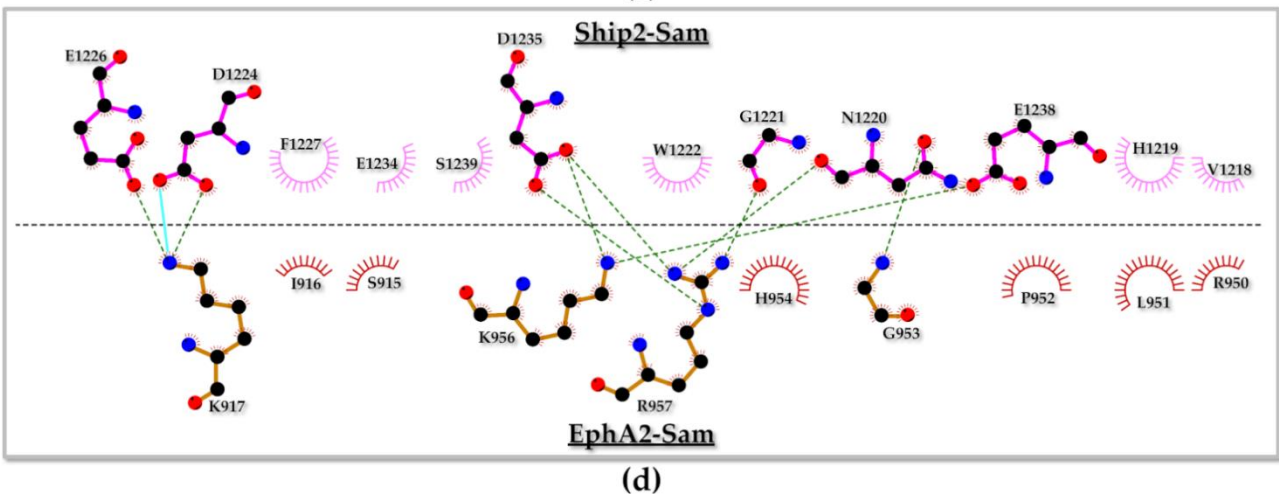 Ship2-Sam
E1226
D1224
F1227
E1234
S1239
D1235
W1222
G1221
N1220
E1238
H1219
V1218
I916
S915
K917
K956
R957
H954
G953
P952
L951
R950
EphA2-Sam
(d)